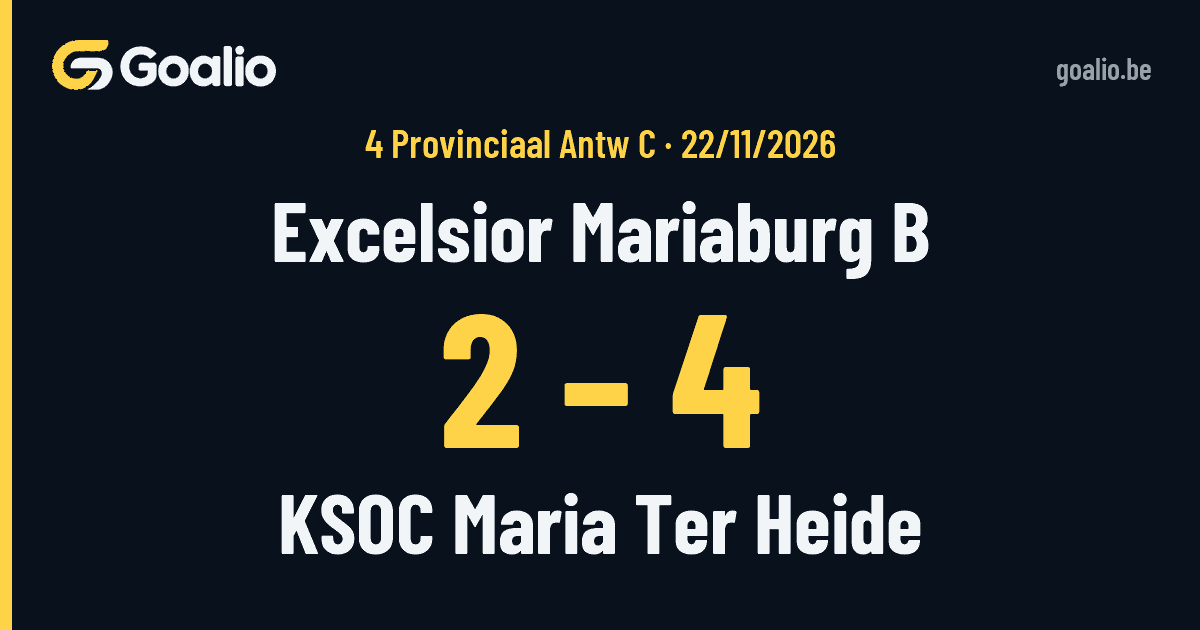 Goalio
goalio.be
4 Provinciaal Antw C · 22/11/2026
Excelsior Mariaburg B
2 – 4
KSOC Maria Ter Heide